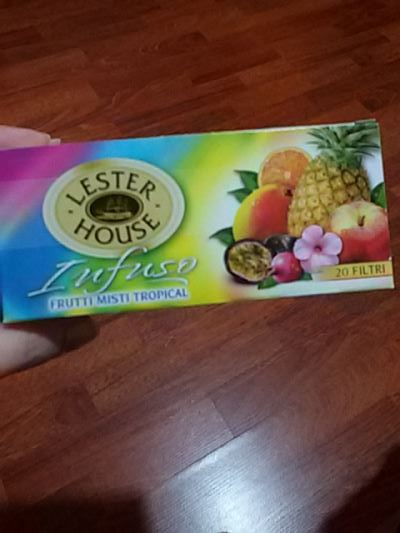 LESTER
HOUSE
Infuso
FRUTTI MISTI TROPICAL
20 FILTRI